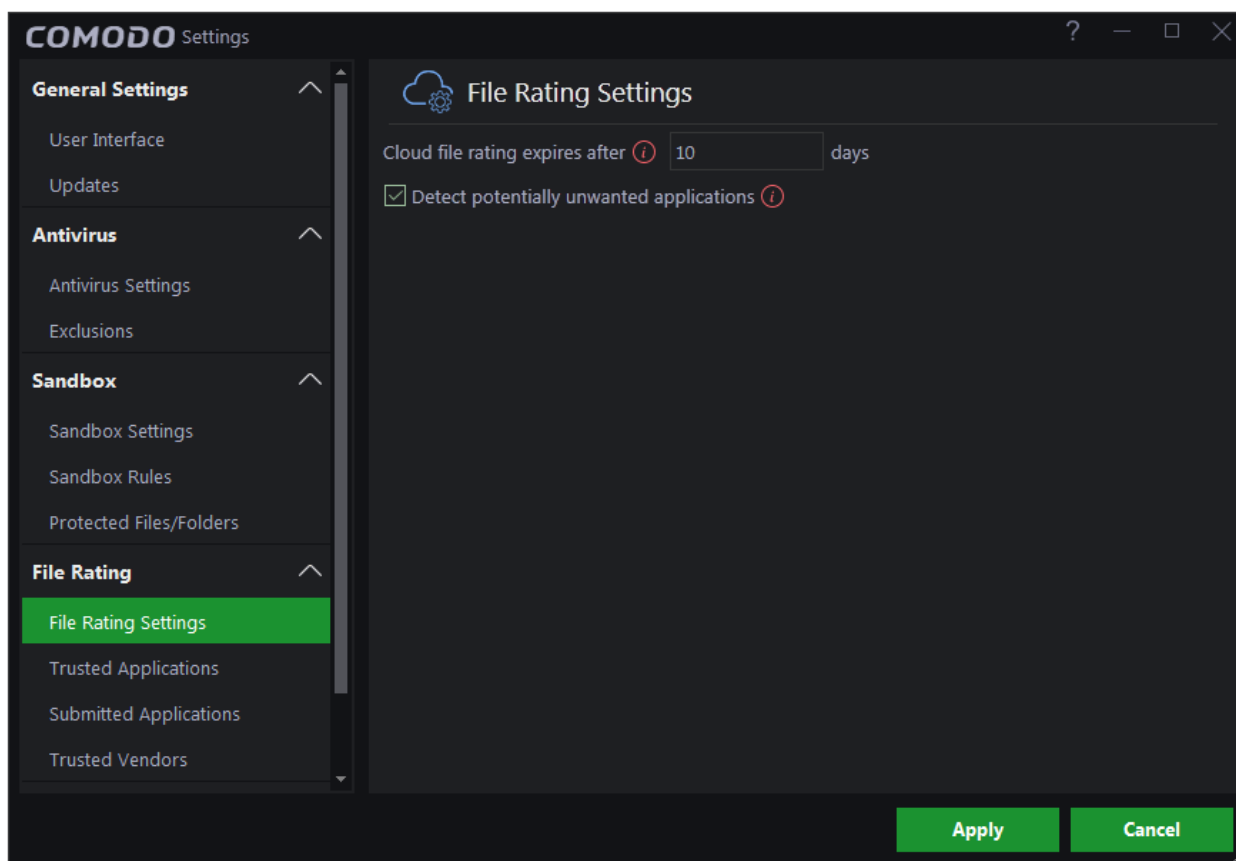 COMODO Settings
?
General Settings
User Interface
Updates
Antivirus
Antivirus Settings
Exclusions
Sandbox
Sandbox Settings
Sandbox Rules
Protected Files/Folders
File Rating
File Rating Settings
Trusted Applications
Submitted Applications
Trusted Vendors
File Rating Settings
Cloud file rating expires after i 10 days
Detect potentially unwanted applications i
Apply Cancel